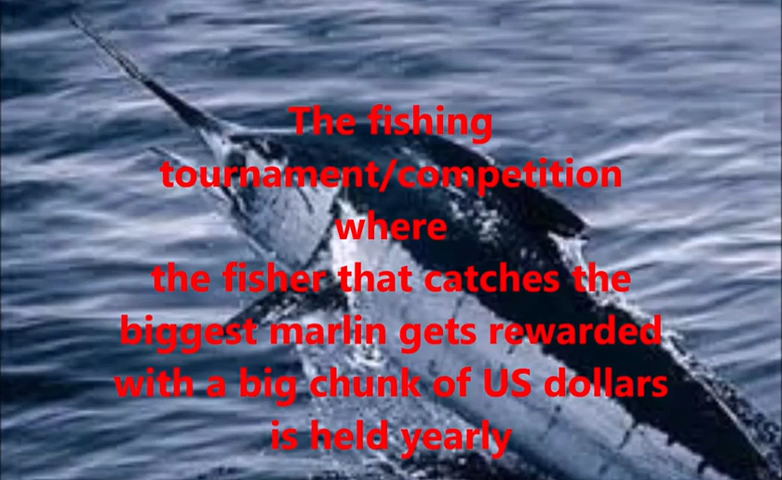 The fishing
tournament/competition
where
the fisher that catches the
biggest marlin gets rewarded
with a big chunk of US dollars
is held yearly